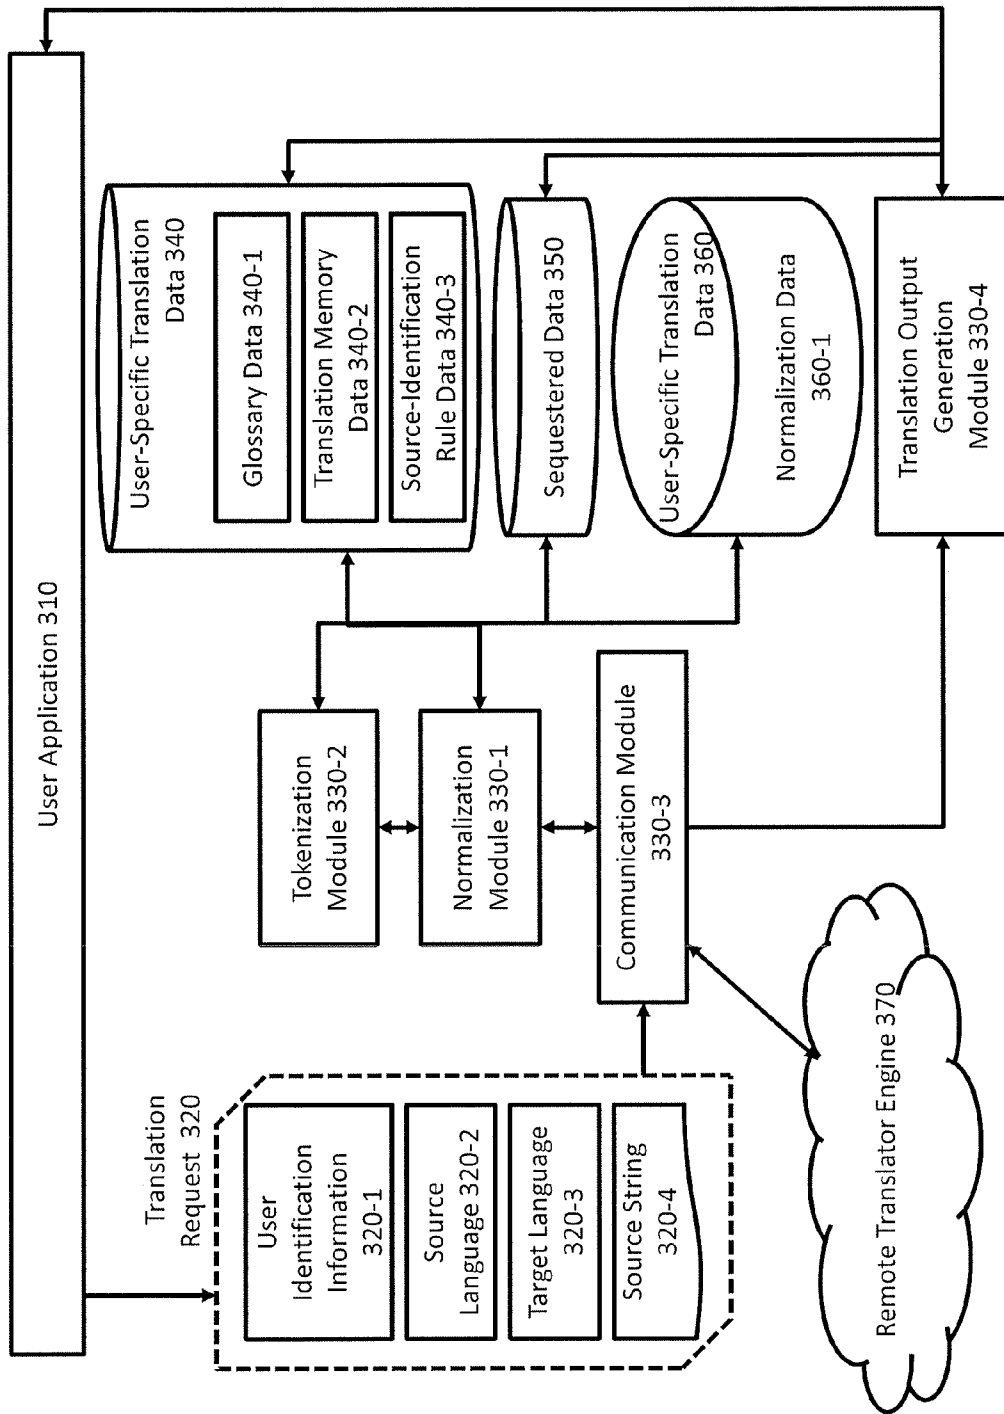 User Application 310
Translation
Request 320
User
Identification
Information
320-1
Source
Language 320-2
Target Language
320-3
Source String
320-4
Tokenization
Module 330-2
Normalization
Module 330-1
Communication Module
330-3
Remote Translator Engine 370
User-Specific Translation
Data 340
Glossary Data 340-1
Translation Memory
Data 340-2
Source-Identification
Rule Data 340-3
Sequestered Data 350
User-Specific Translation
Data 360
Normalization Data
360-1
Translation Output
Generation
Module 330-4